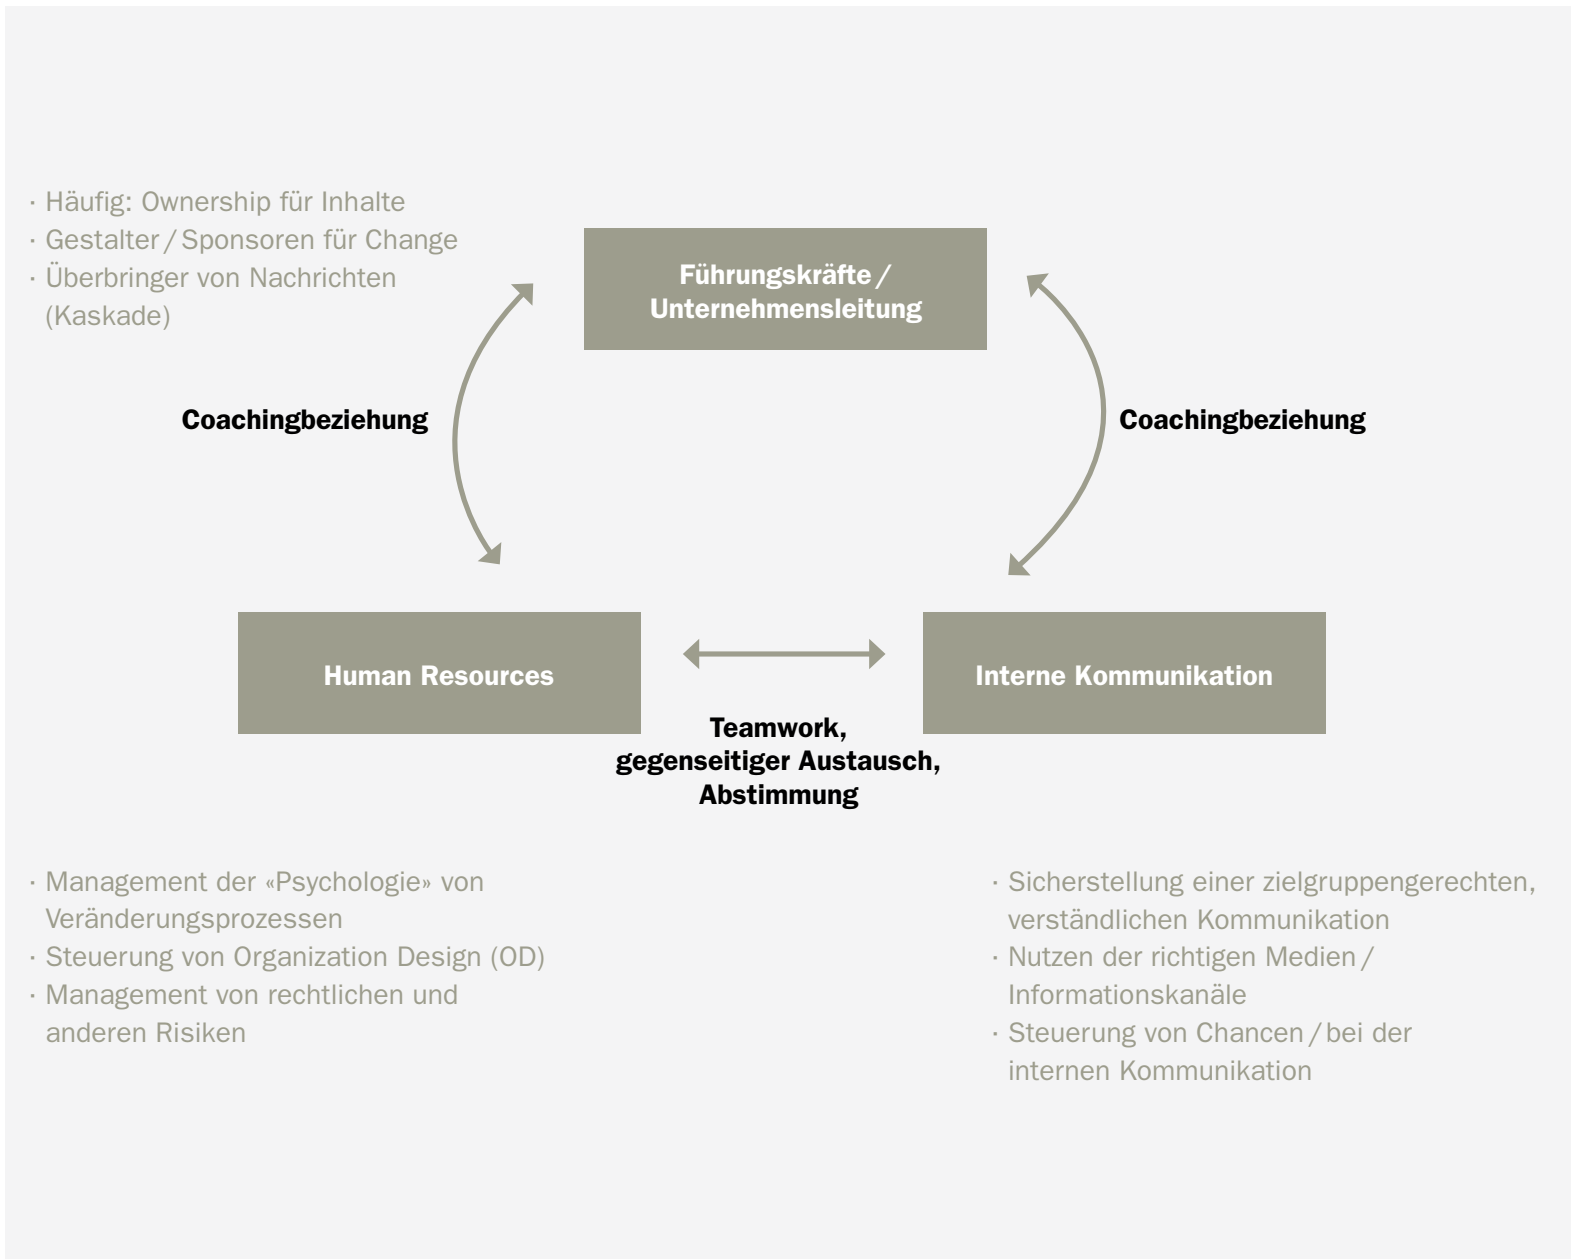 · Häufig: Ownership für Inhalte
· Gestalter / Sponsoren für Change
· Überbringer von Nachrichten
(Kaskade)
Führungskräfte /
Unternehmensleitung
Coachingbeziehung
Coachingbeziehung
Human Resources
Interne Kommunikation
Teamwork,
gegenseitiger Austausch,
Abstimmung
· Management der «Psychologie» von
Veränderungsprozessen
· Steuerung von Organization Design (OD)
· Management von rechtlichen und
anderen Risiken
· Sicherstellung einer zielgruppengerechten,
verständlichen Kommunikation
· Nutzen der richtigen Medien /
Informationskanäle
· Steuerung von Chancen / bei der
internen Kommunikation